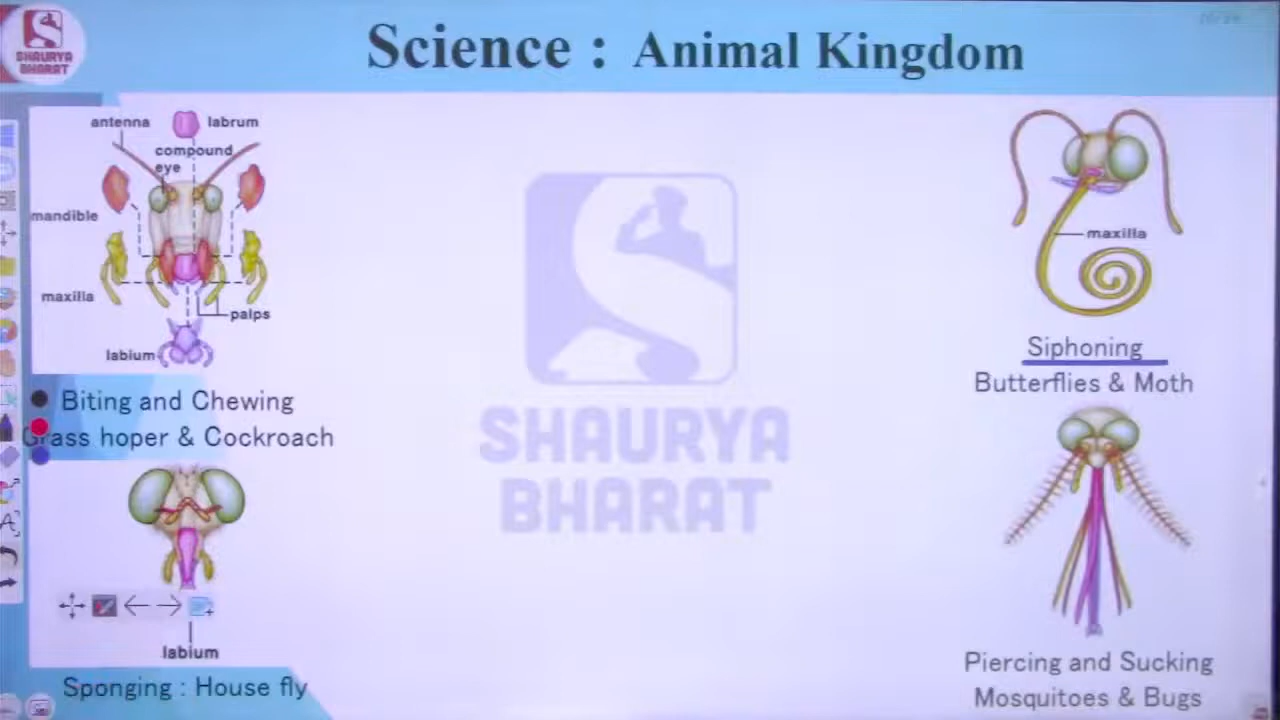 SHAURYA
BHARAT
Science : Animal Kingdom
antenna
labrum
compound
eye
mandible
maxilla
palps
labium
Biting and Chewing
Grass hoper & Cockroach
labium
Sponging : House fly
SHAURYA
BHARAT
maxilla
Siphoning
Butterflies & Moth
Piercing and Sucking
Mosquitoes & Bugs